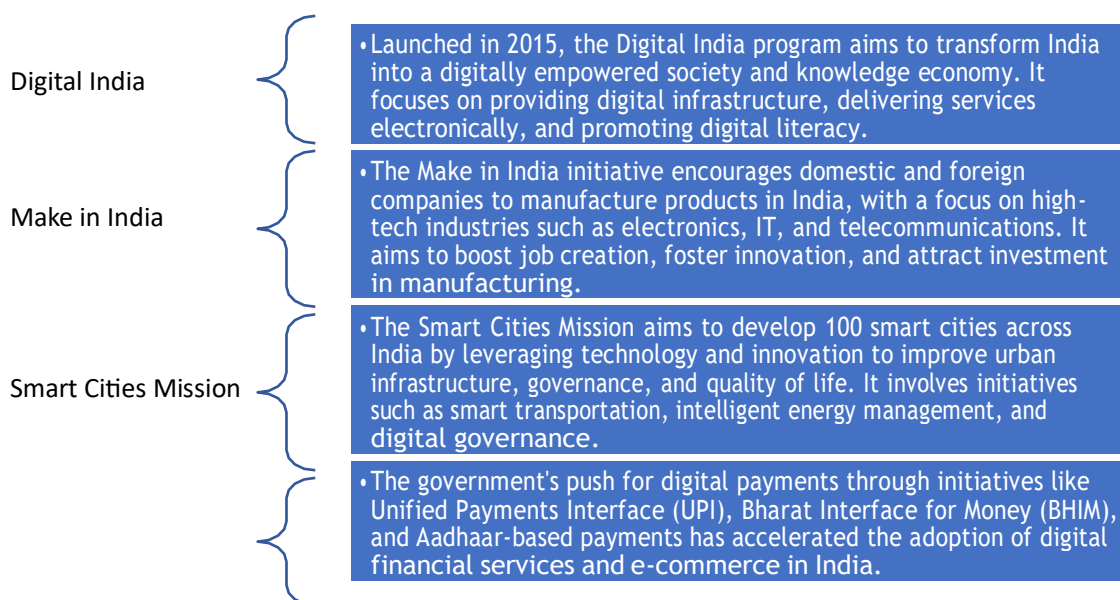 Digital India
•Launched in 2015, the Digital India program aims to transform India
into a digitally empowered society and knowledge economy. It
focuses on providing digital infrastructure, delivering services
electronically, and promoting digital literacy.
Make in India
•The Make in India initiative encourages domestic and foreign
companies to manufacture products in India, with a focus on high-
tech industries such as electronics, IT, and telecommunications. It
aims to boost job creation, foster innovation, and attract investment
in manufacturing.
Smart Cities Mission
•The Smart Cities Mission aims to develop 100 smart cities across
India by leveraging technology and innovation to improve urban
infrastructure, governance, and quality of life. It involves initiatives
such as smart transportation, intelligent energy management, and
digital governance.
•The government's push for digital payments through initiatives like
Unified Payments Interface (UPI), Bharat Interface for Money (BHIM),
and Aadhaar-based payments has accelerated the adoption of digital
financial services and e-commerce in India.